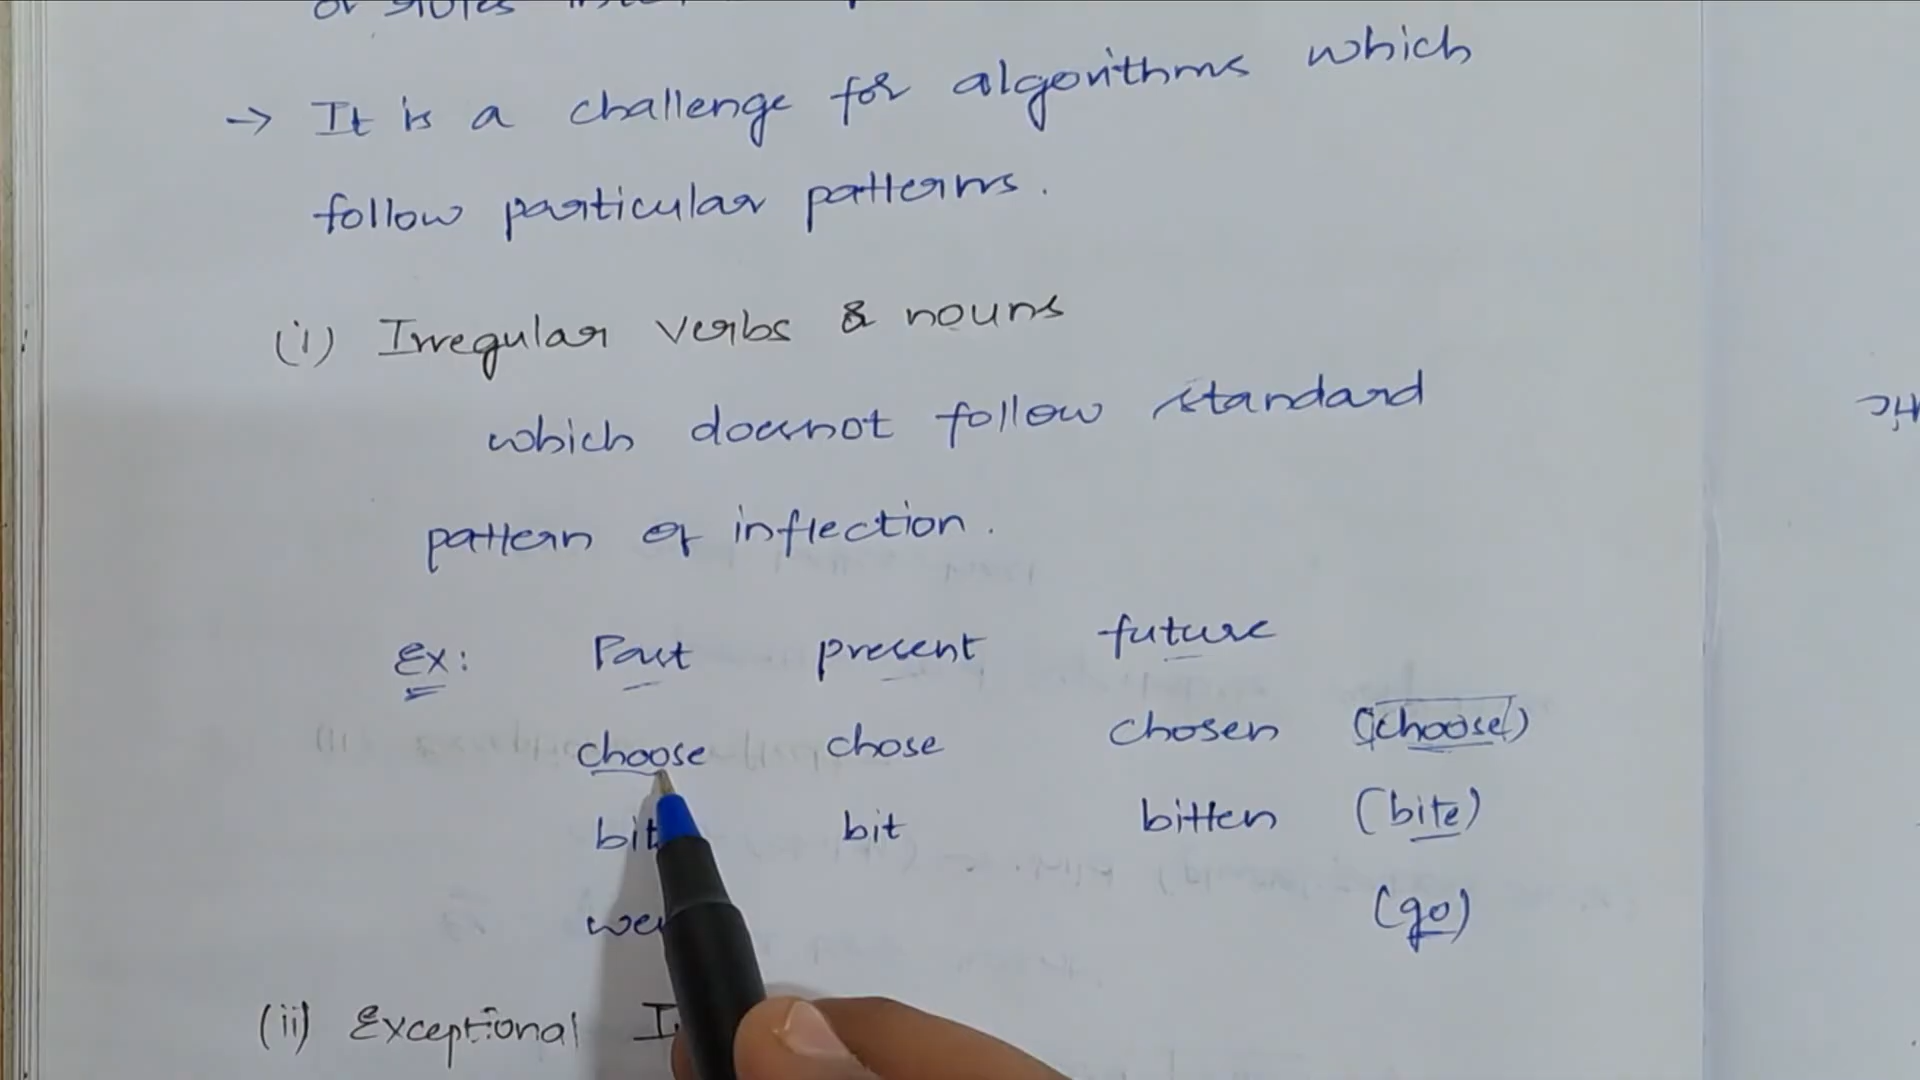 → It is a challenge for algorithms which
follow particular patterns.
(i) Irregular verbs & nouns
which doesnot follow standard
pattern of inflection.
Ex: Past present future
choose chose chosen (choose)
bit bit bitten (bite)
(go)
(ii) Exceptional